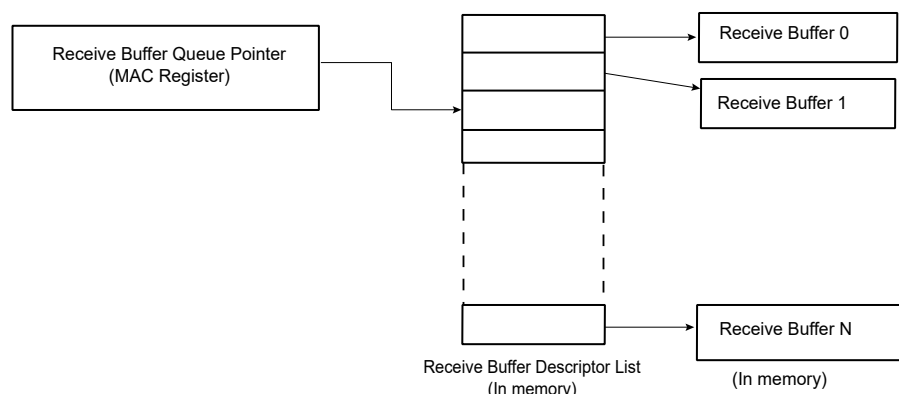 Receive Buffer Queue Pointer
(MAC Register)
Receive Buffer 0
Receive Buffer 1
Receive Buffer N
Receive Buffer Descriptor List
(In memory)
(In memory)